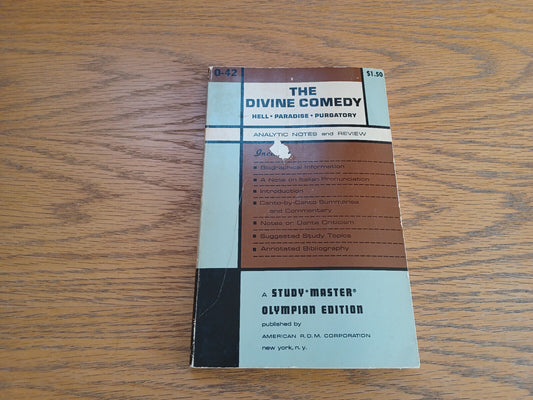 0-42
$1.50
THE
DIVINE COMEDY
HELL • PARADISE • PURGATORY
ANALYTIC NOTES and REVIEW
Biographical Information
A Note on Italian Pronunciation
Introduction
Canto-by-Canto Summaries
and Commentary
Notes on Dante Criticism
Suggested Study Topics
Annotated Bibliography
A STUDY•MASTER®
OLYMPIAN EDITION
published by
AMERICAN R.D.M. CORPORATION
new york, n.y.